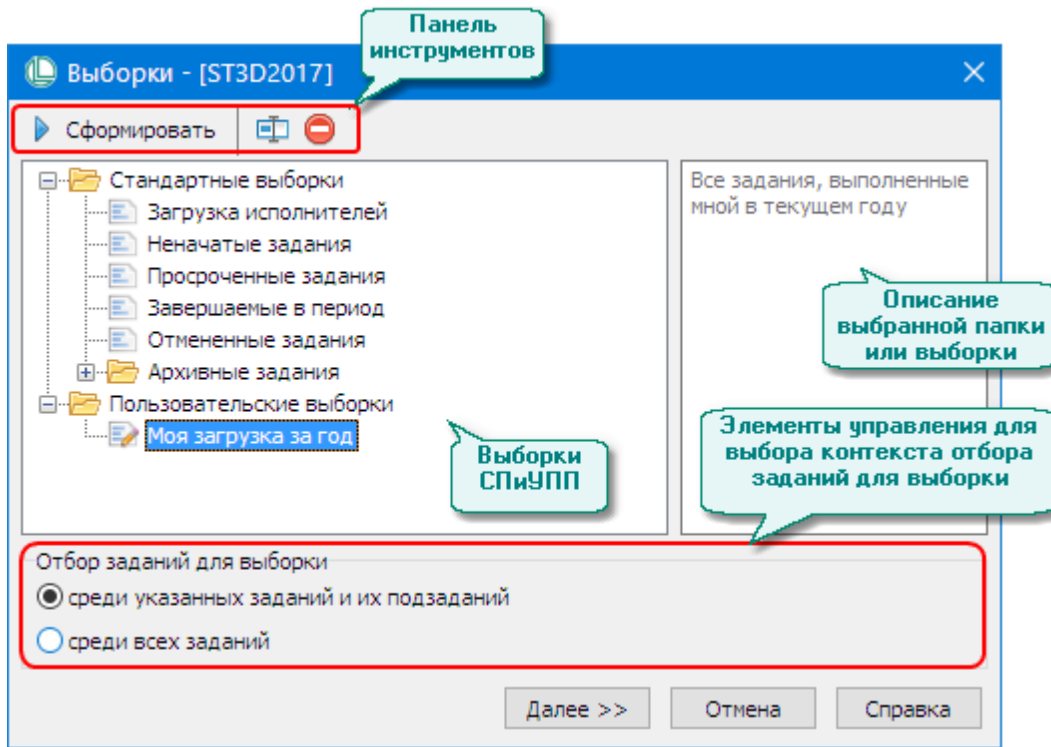 Панель
инструментов
Выборки - [ST3D2017]
Сформировать
Стандартные выборки
Загрузка исполнителей
Неначатые задания
Просроченные задания
Завершаемые в период
Отмененные задания
Архивные задания
Пользовательские выборки
Моя загрузка за год
Все задания, выполненные
мной в текущем году
Описание
выбранной папки
или выборки
Выборки
СПиУПП
Элементы управления для
выбора контекста отбора
заданий для выборки
Отбор заданий для выборки
среди указанных заданий и их подзаданий
среди всех заданий
Далее >>
Отмена
Справка